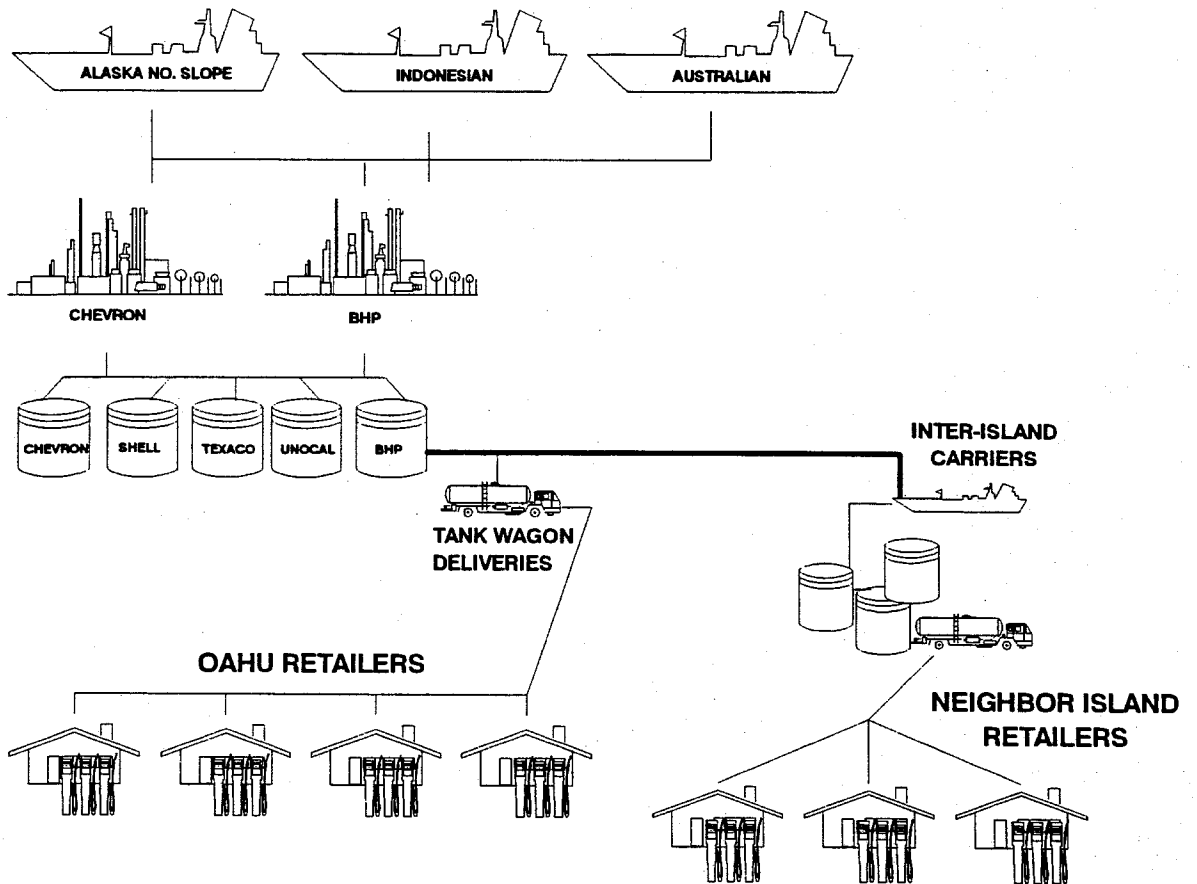 ALASKA NO. SLOPE
INDONESIAN
AUSTRALIAN
CHEVRON
BHP
CHEVRON
SHELL
TEXACO
UNOCAL
BHP
INTER-ISLAND
CARRIERS
TANK WAGON
DELIVERIES
OAHU RETAILERS
NEIGHBOR ISLAND
RETAILERS